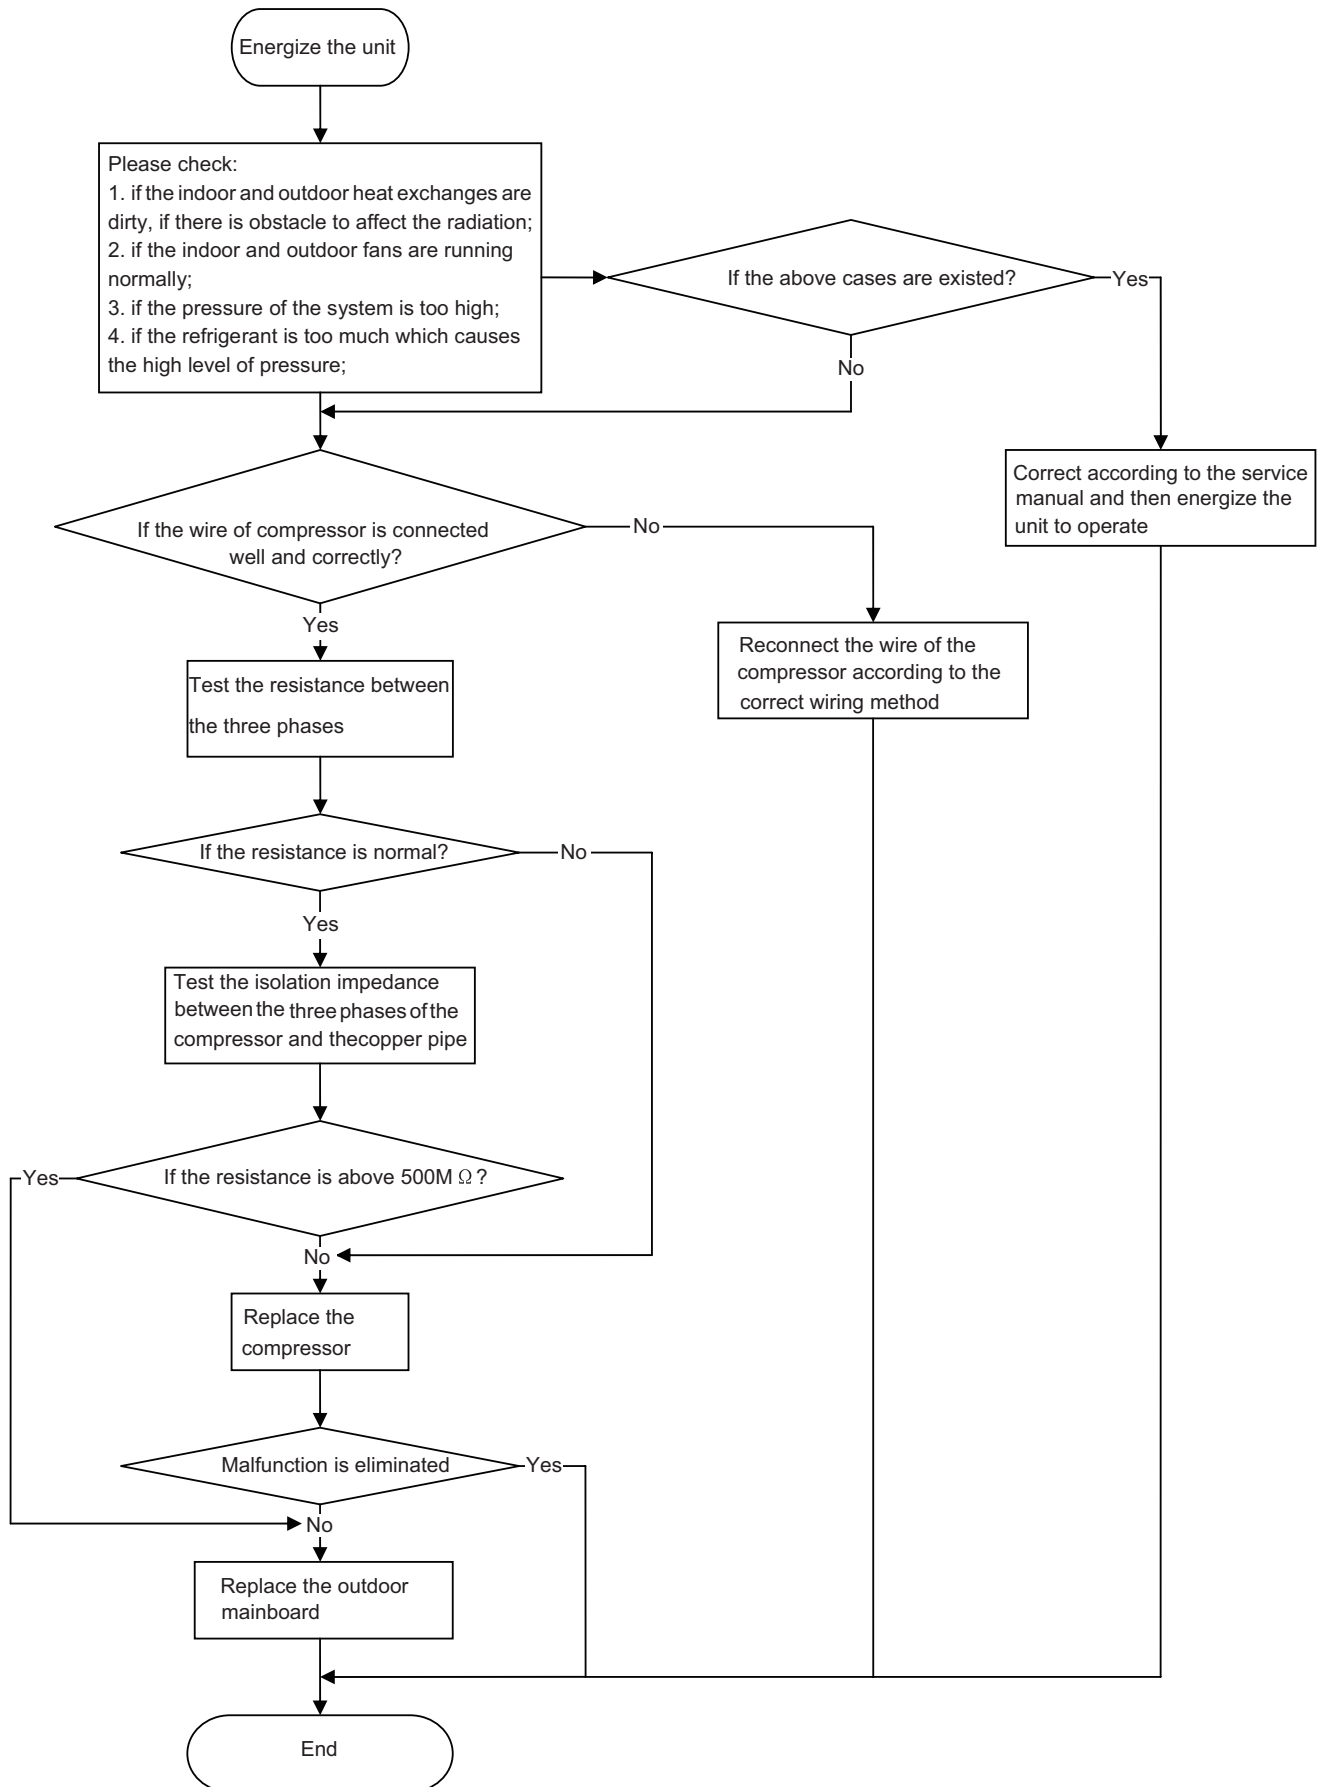 Energize the unit
Please check:
1. if the indoor and outdoor heat exchanges are
dirty, if there is obstacle to affect the radiation;
2. if the indoor and outdoor fans are running
normally;
3. if the pressure of the system is too high;
4. if the refrigerant is too much which causes
the high level of pressure;
If the above cases are existed?
Yes
No
Correct according to the service
manual and then energize the
unit to operate
If the wire of compressor is connected
well and correctly?
No
Yes
Reconnect the wire of the
compressor according to the
correct wiring method
Test the resistance between
the three phases
If the resistance is normal?
No
Yes
Test the isolation impedance
between the three phases of the
compressor and thecopper pipe
If the resistance is above 500M Ω ?
Yes
No
Replace the
compressor
Malfunction is eliminated
Yes
No
Replace the outdoor
mainboard
End